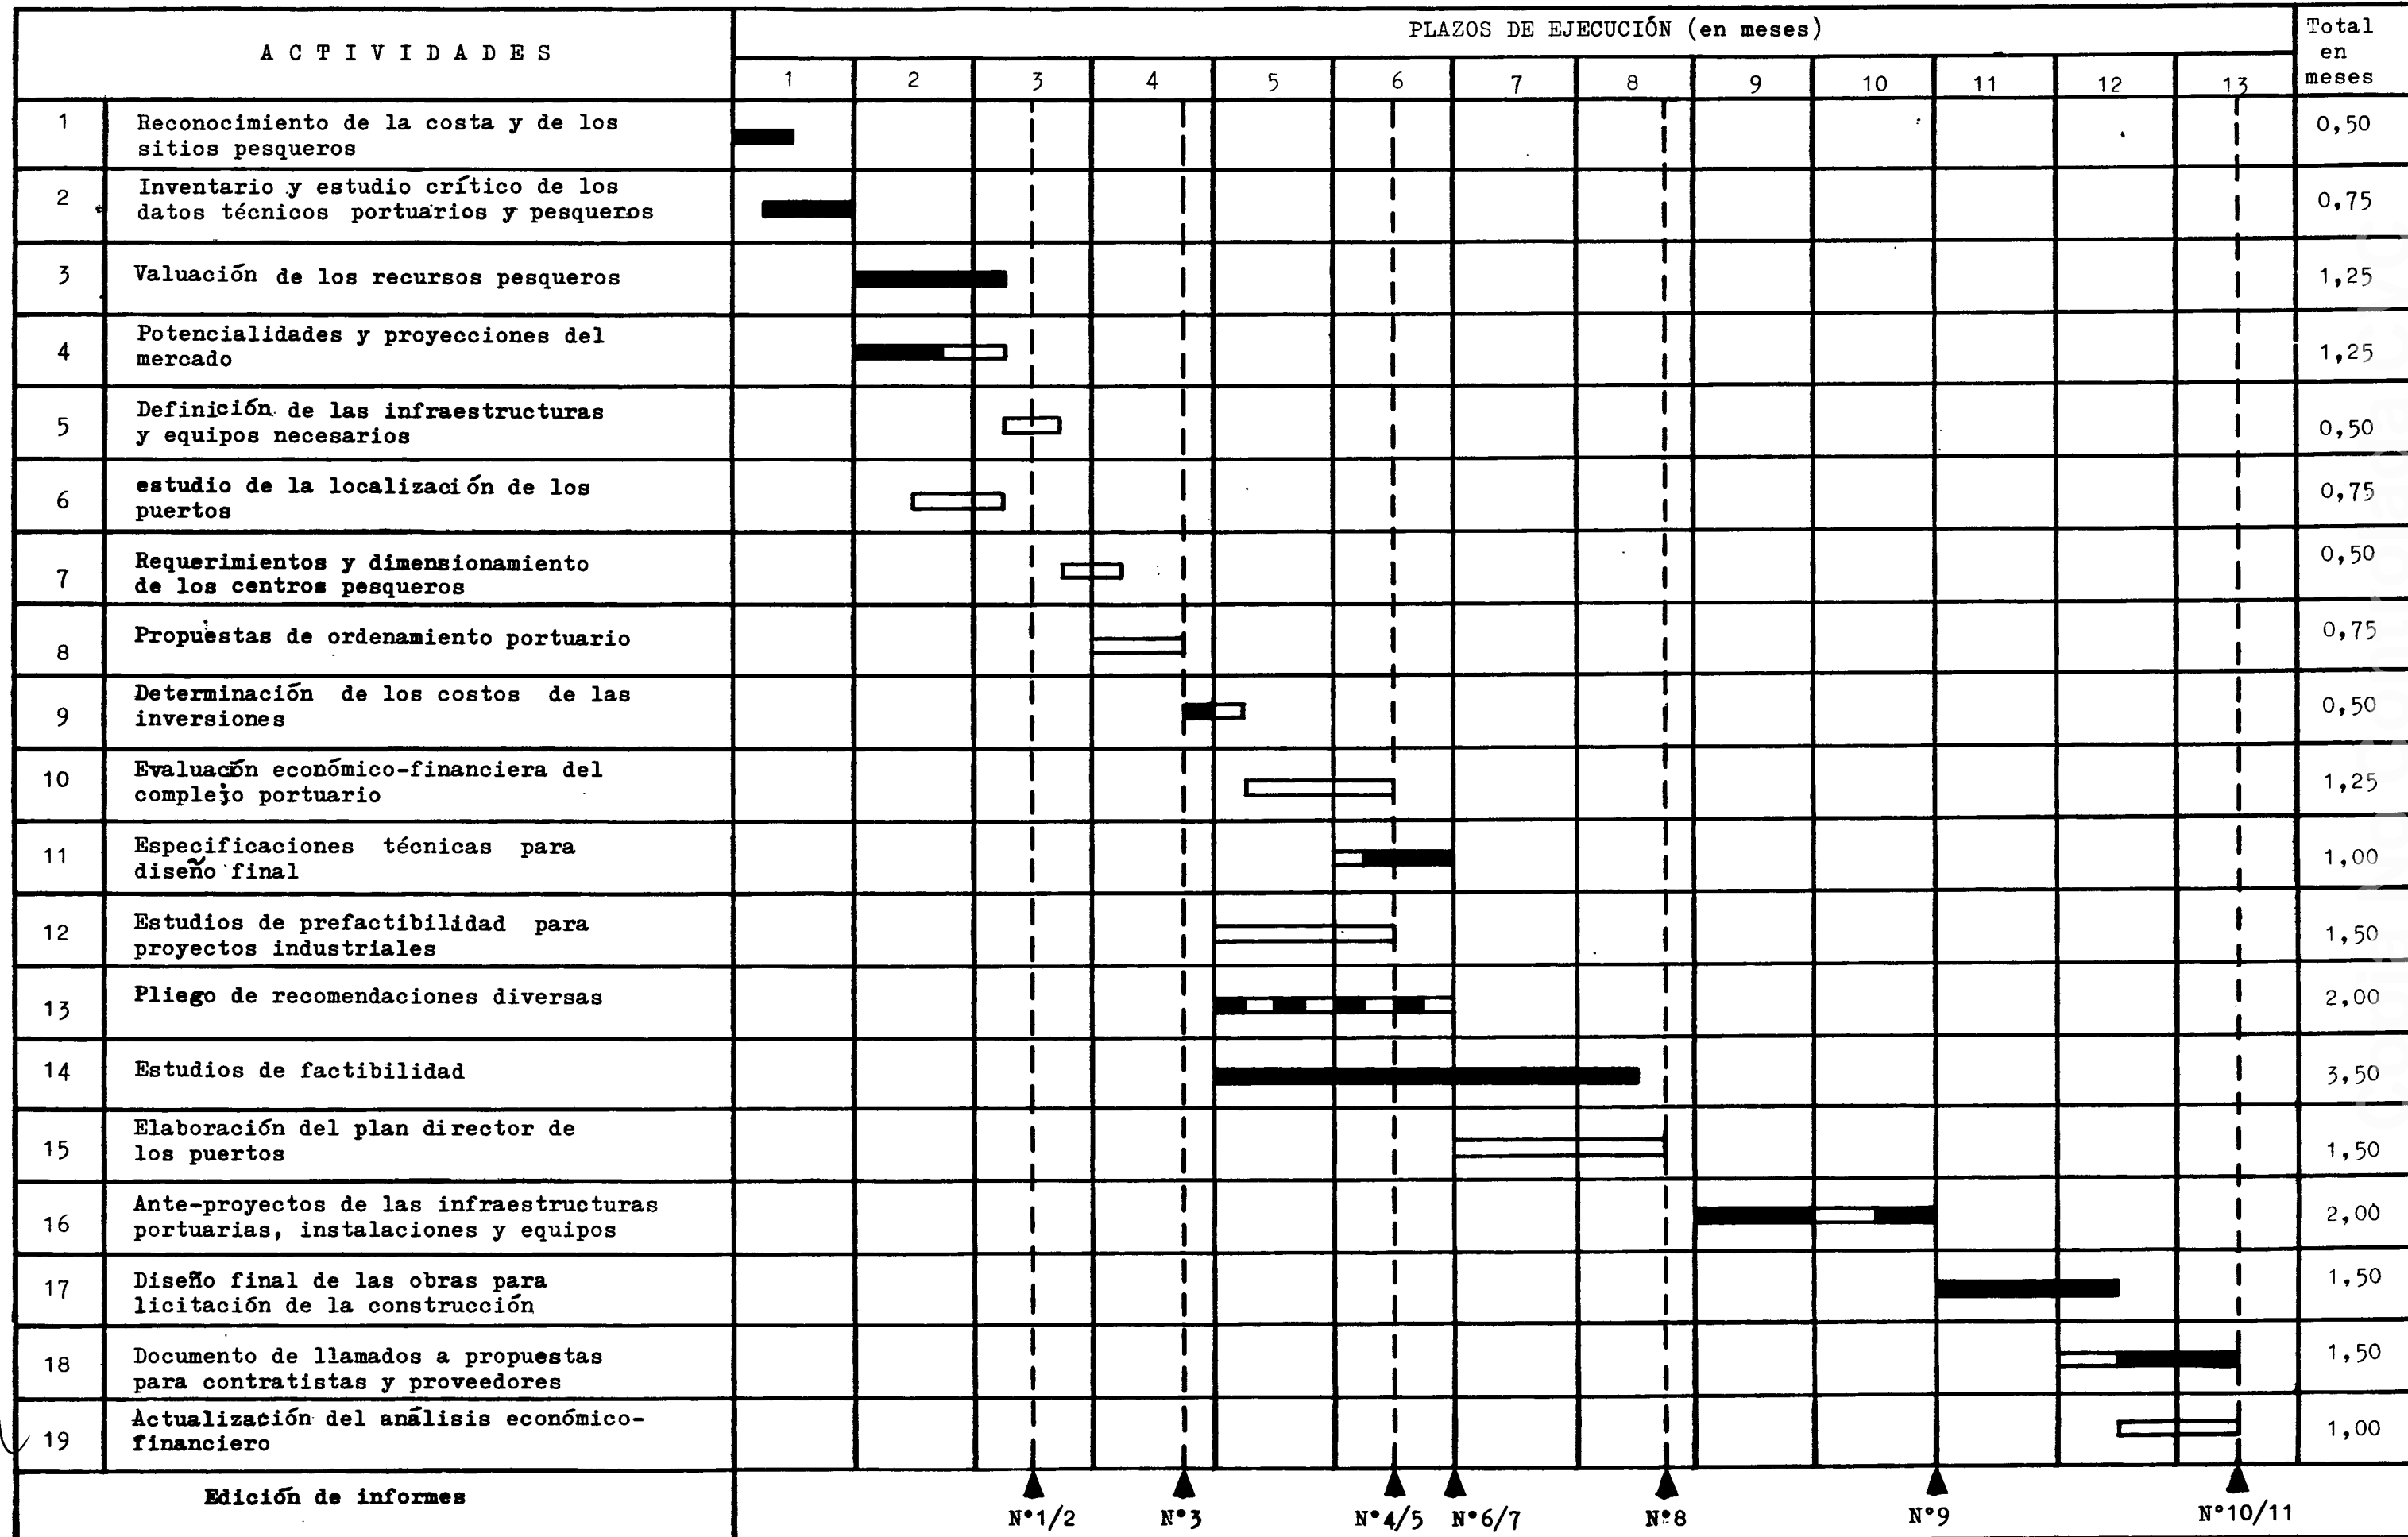 ACTIVIDADES
PLAZOS DE EJECUCIÓN (en meses)
Total
en
meses
1 2 3 4 5 6 7 8 9 10 11 12 13
1 Reconocimiento de la costa y de los
sitios pesqueros
0,50
2 Inventario y estudio crítico de los
datos técnicos portuarios y pesqueros
0,75
3 Valuación de los recursos pesqueros
1,25
4 Potencialidades y proyecciones del
mercado
1,25
5 Definición de las infraestructuras
y equipos necesarios
0,50
6 estudio de la localización de los
puertos
0,75
7 Requerimientos y dimensionamiento
de los centros pesqueros
0,50
8 Propuestas de ordenamiento portuario
0,75
9 Determinación de los costos de las
inversiones
0,50
10 Evaluación económico-financiera del
complejo portuario
1,25
11 Especificaciones técnicas para
diseño final
1,00
12 Estudios de prefactibilidad para
proyectos industriales
1,50
13 Pliego de recomendaciones diversas
2,00
14 Estudios de factibilidad
3,50
15 Elaboración del plan director de
los puertos
1,50
16 Ante-proyectos de las infraestructuras
portuarias, instalaciones y equipos
2,00
17 Diseño final de las obras para
licitación de la construcción
1,50
18 Documento de llamados a propuestas
para contratistas y proveedores
1,50
19 Actualización del análisis económico-
financiero
1,00
Edición de informes
N°1/2 N°3 N°4/5 N°6/7 N°8 N°9 N°10/11